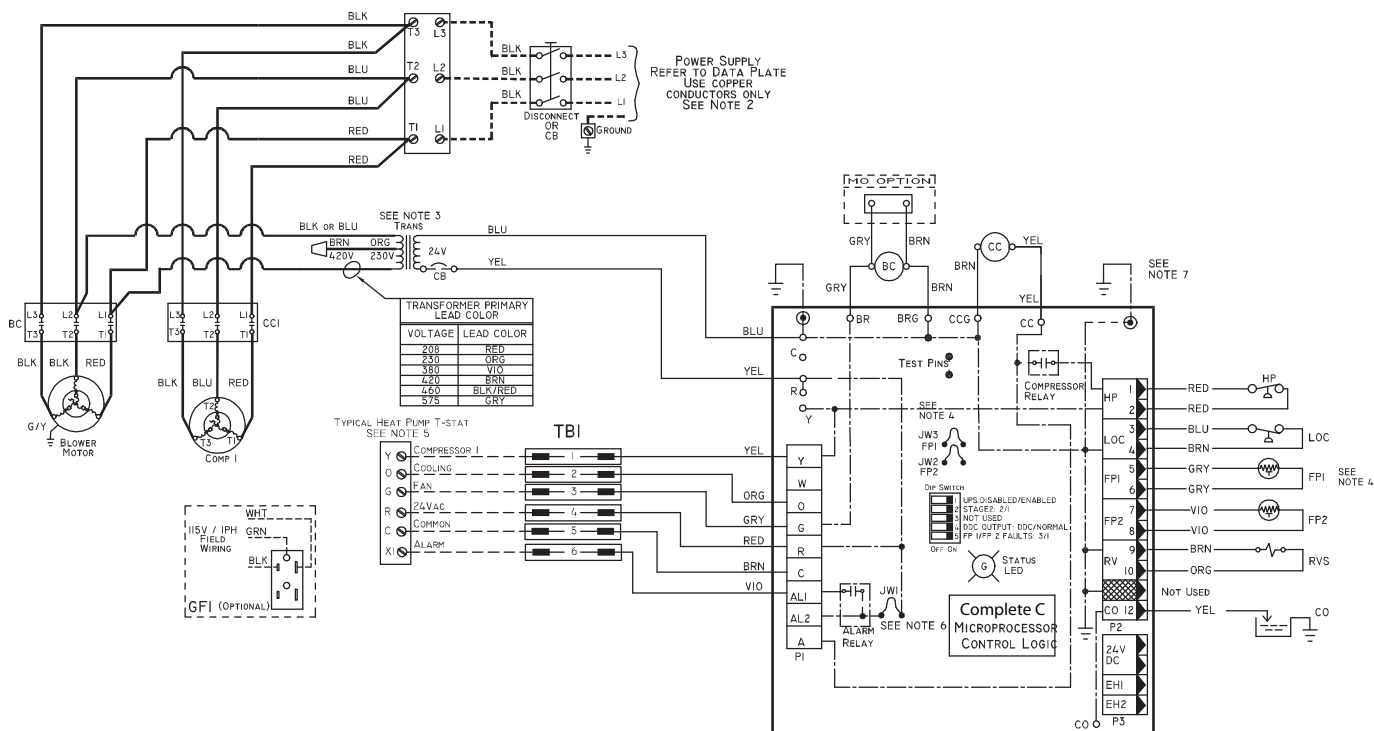 BLK
BLK
BLU
BLU
RED
RED
T3 L3
T2 L2
T1 L1
BLK
BLK
BLK
L3
L2
L1
DISCONNECT
OR
CB
GROUND
POWER SUPPLY
REFER TO DATA PLATE
USE COPPER
CONDUCTORS ONLY
SEE NOTE 2
SEE NOTE 3
TRANS
BLK OR BLU
BRN ORG
420V 230V
24V
CB
BLU
YEL
TRANSFORMER PRIMARY
LEAD COLOR
VOLTAGE LEAD COLOR
208 RED
230 ORG
380 VIO
420 BRN
460 BLK/RED
575 GRY
BC
L3 L2 L1
T3 T2 T1
L3 L2 L1
T3 T2 T1
CC1
BLK BLK RED
BLK BLU RED
G/Y
BLOWER
MOTOR
T2
T3 T1
COMP 1
WHT
115V / 1PH
FIELD
WIRING
GRN
BLK
GFI (OPTIONAL)
TYPICAL HEAT PUMP T-STAT
SEE NOTE 5
TB1
Y COMPRESSOR 1 1 YEL
O COOLING 2 ORG
G FAN 3 GRY
R 24VAC 4 RED
C COMMON 5 BRN
X1 ALARM 6 VIO
MO OPTION
GRY BRN
BC
GRY BRN
CC
BRN YEL
YEL
SEE
NOTE 7
BR BRG CCG CC
BLU
C
YEL
R
Y
TEST PINS
COMPRESSOR
RELAY
SEE
NOTE 4
JW3
FP1
JW2
FP2
DIP SWITCH
1 UPS:DISABLED/ENABLED
2 STAGE2: 2/1
3 NOT USED
4 DDC OUTPUT: DDC/NORMAL
5 FP 1/FP 2 FAULTS: 3/1
OFF ON
G
STATUS
LED
Y
W
O
G
R
C
AL1
AL2
A
P1
JW1
SEE NOTE 6
ALARM
RELAY
Complete C
MICROPROCESSOR
CONTROL LOGIC
HP 1 RED HP
2 RED
LOC 3 BLU
4 BRN LOC
FP1 5 GRY
6 GRY FP1
SEE
NOTE 4
FP2 7 VIO
8 VIO FP2
RV 9 BRN
10 ORG RVS
NOT USED
CO 12 YEL CO
P2
24V
DC
EH1
EH2
P3
CO